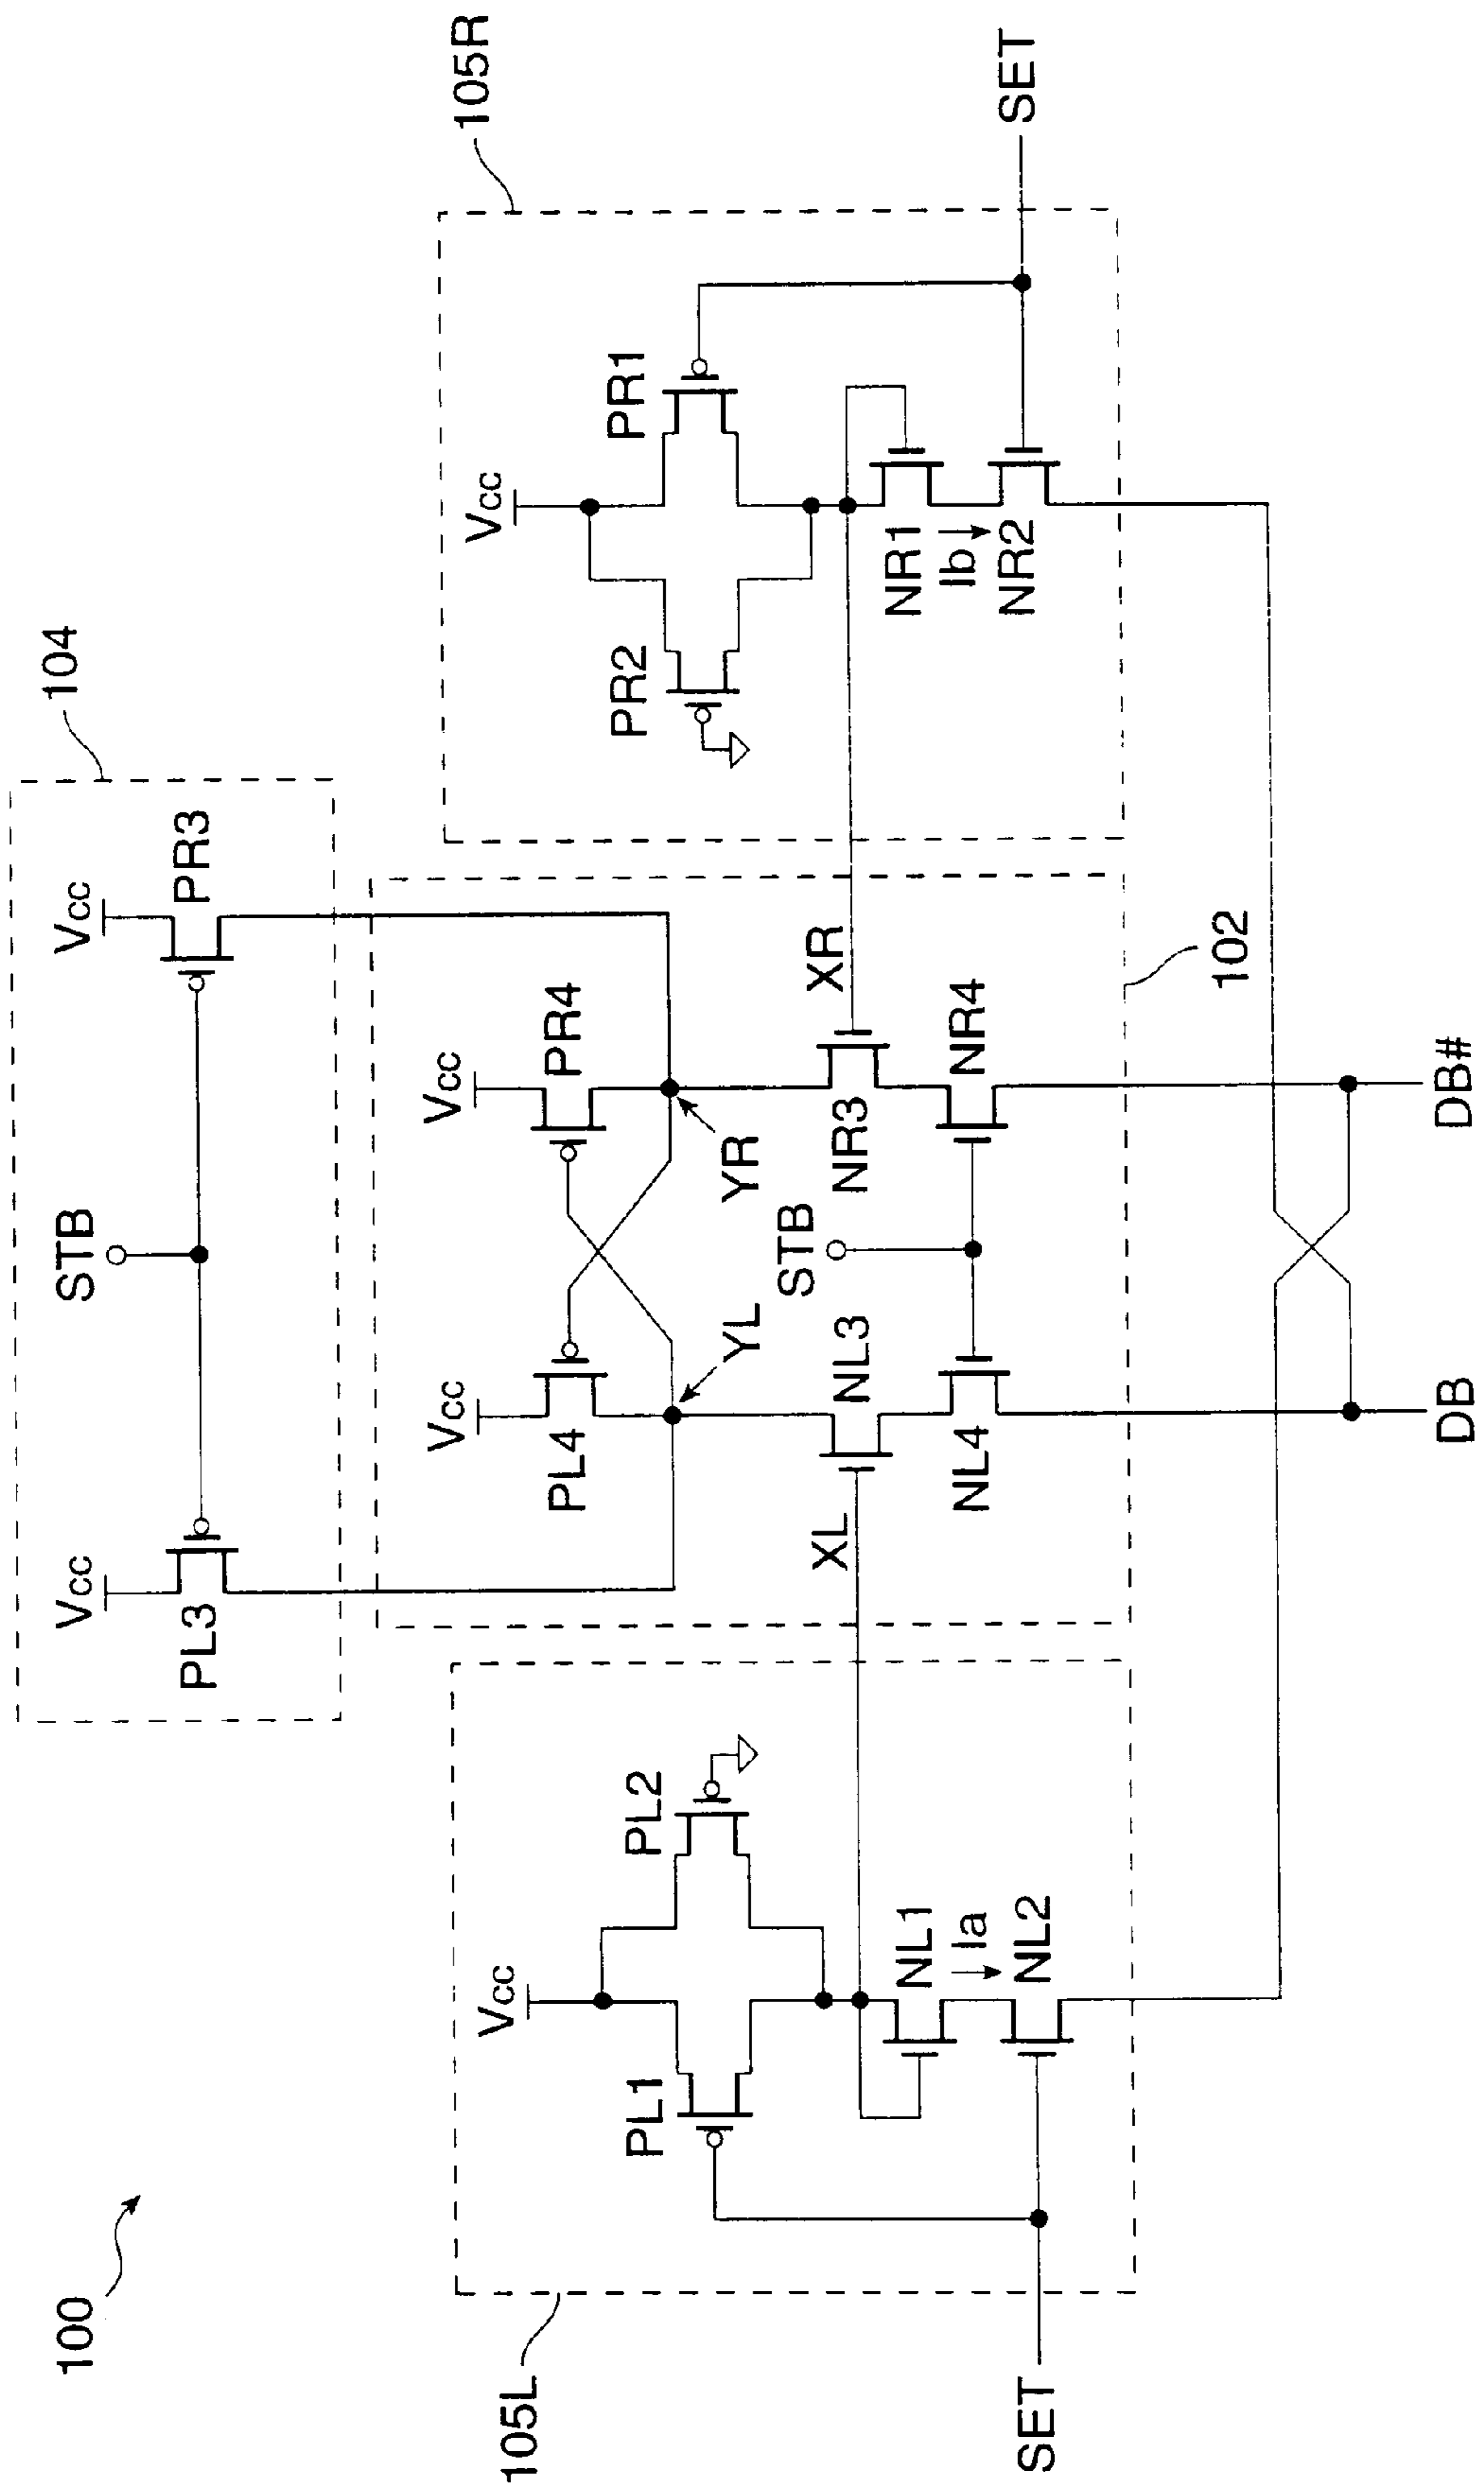 100
104
STB
Vcc
Vcc
PL3
PR3
105L
105R
Vcc
Vcc
Vcc
Vcc
PL1
PL2
PL4
PR4
PR2
PR1
YL
YR
XL
STB
XR
NL1
Ia
NL2
NL3
NL4
NR3
NR4
NR1
Ib
NR2
SET
SET
102
DB
DB#